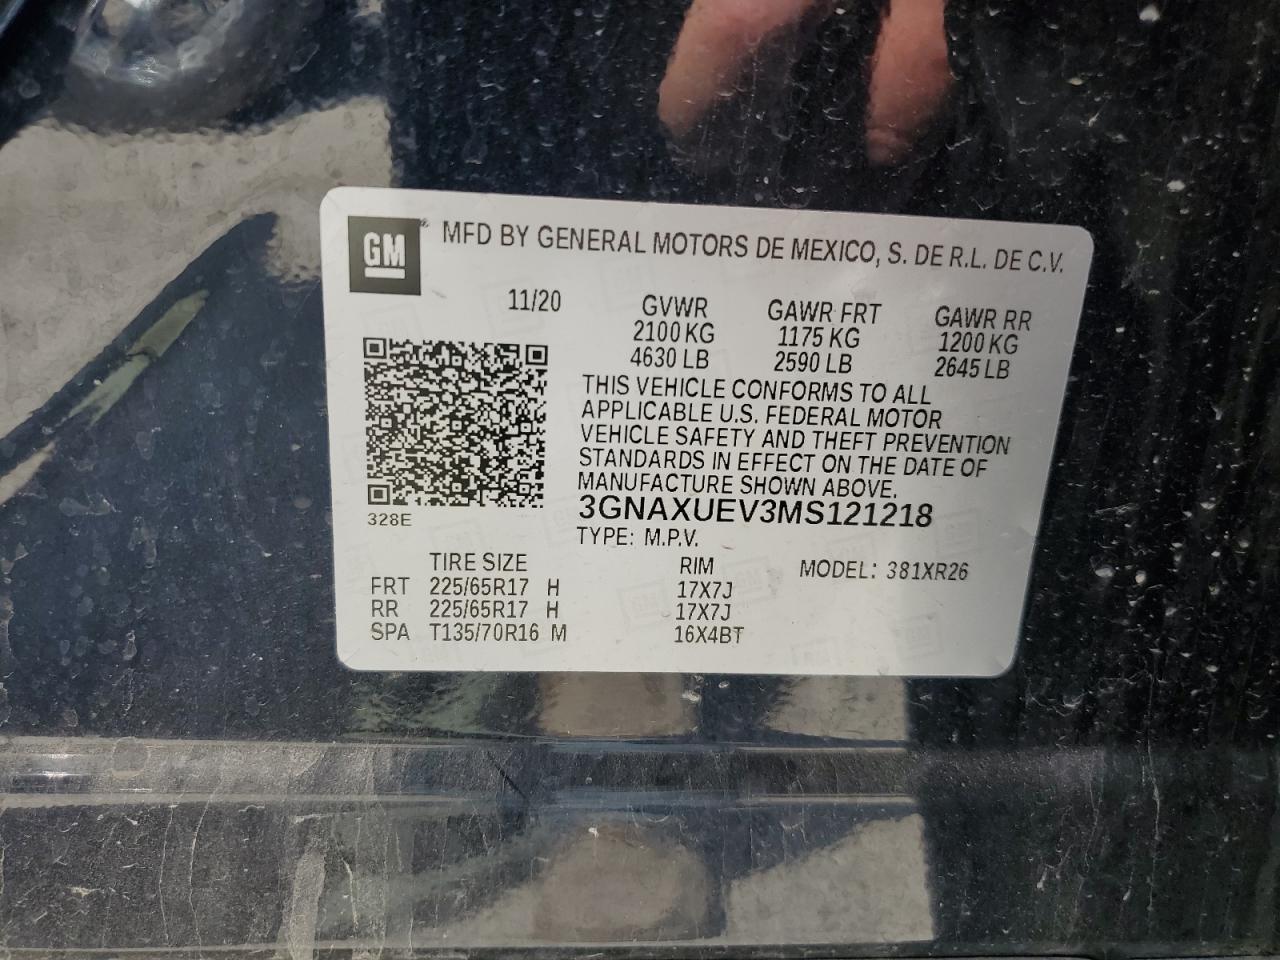 GM® MFD BY GENERAL MOTORS DE MEXICO, S. DE R.L. DE C.V.
11/20 GVWR GAWR FRT GAWR RR
2100 KG 1175 KG 1200 KG
4630 LB 2590 LB 2645 LB
THIS VEHICLE CONFORMS TO ALL
APPLICABLE U.S. FEDERAL MOTOR
VEHICLE SAFETY AND THEFT PREVENTION
STANDARDS IN EFFECT ON THE DATE OF
MANUFACTURE SHOWN ABOVE.
3GNAXUEV3MS121218
328E
TYPE: M.P.V.
TIRE SIZE RIM MODEL: 381XR26
FRT 225/65R17 H 17X7J
RR 225/65R17 H 17X7J
SPA T135/70R16 M 16X4BT